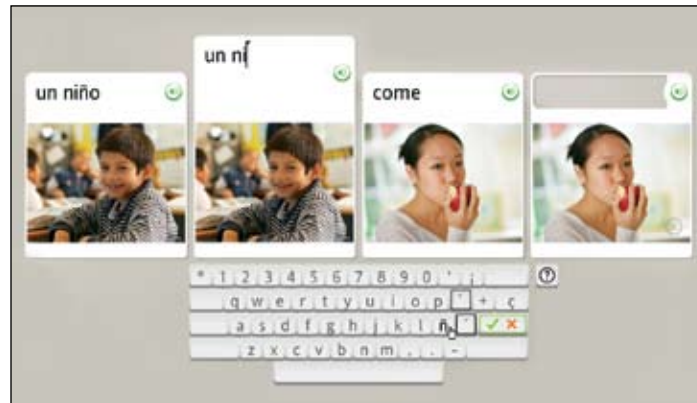 un niño
un ni
come
º 1 2 3 4 5 6 7 8 9 0 ' ¡
q w e r t y u i o p ` + ç
a s d f g h j k l ñ ´
z x c v b n m , . -
?